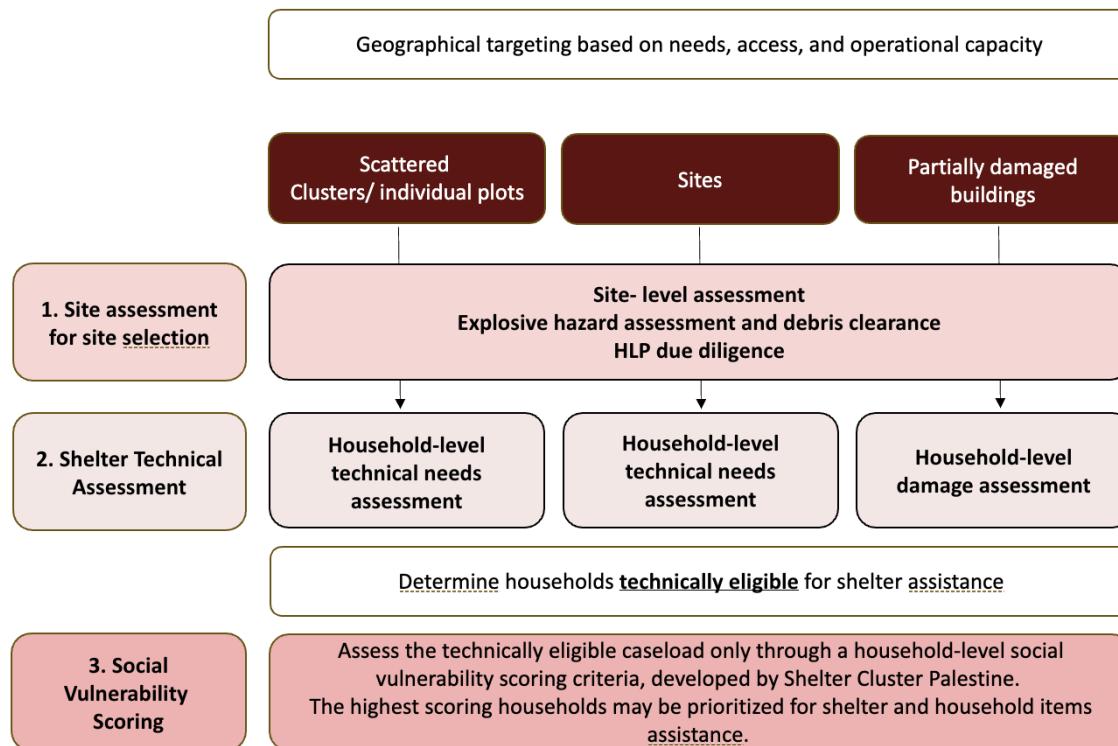 Geographical targeting based on needs, access, and operational capacity
Scattered
Clusters/ individual plots
Sites
Partially damaged
buildings
1. Site assessment
for site selection
Site- level assessment
Explosive hazard assessment and debris clearance
HLP due diligence
2. Shelter Technical
Assessment
Household-level
technical needs
assessment
Household-level
technical needs
assessment
Household-level
damage assessment
Determine households technically eligible for shelter assistance
3. Social
Vulnerability
Scoring
Assess the technically eligible caseload only through a household-level social
vulnerability scoring criteria, developed by Shelter Cluster Palestine.
The highest scoring households may be prioritized for shelter and household items
assistance.